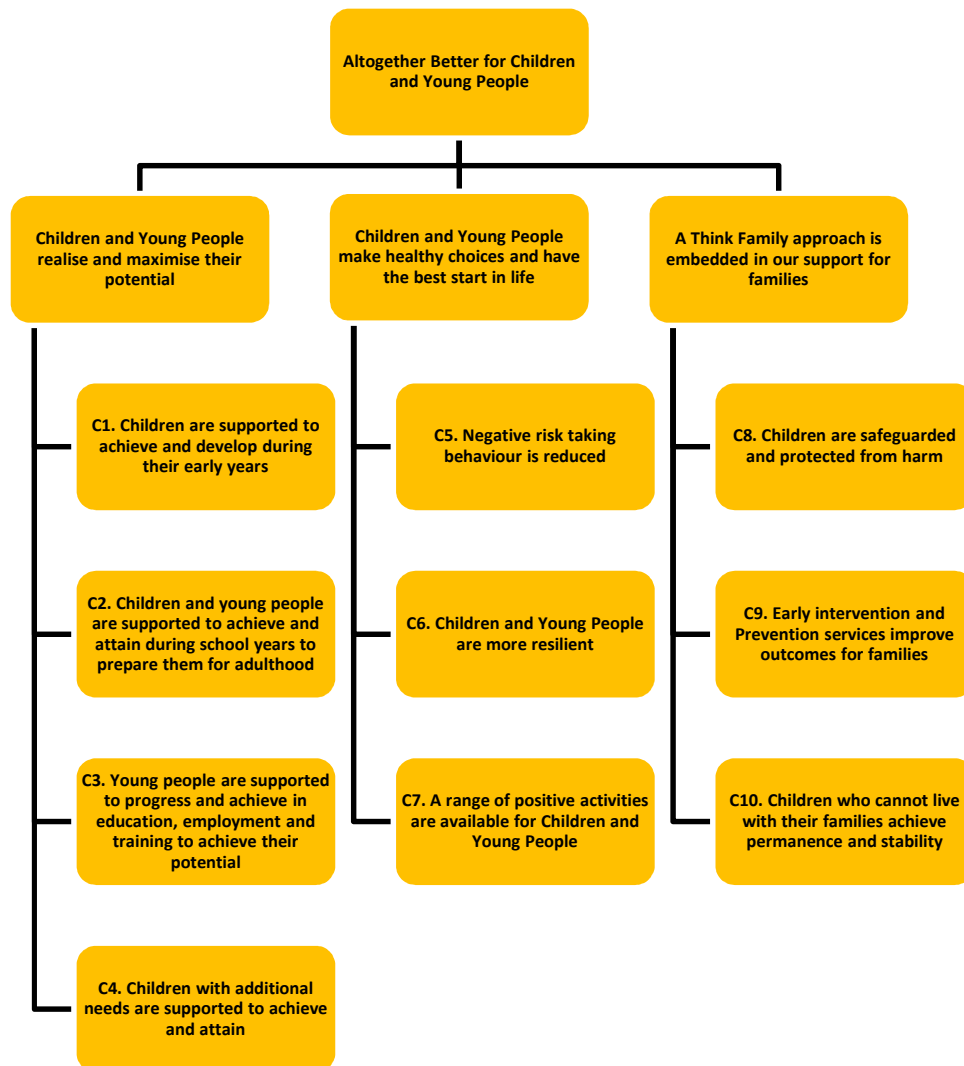 Altogether Better for Children
and Young People
Children and Young People
realise and maximise their
potential
Children and Young People
make healthy choices and have
the best start in life
A Think Family approach is
embedded in our support for
families
C1. Children are supported to
achieve and develop during
their early years
C2. Children and young people
are supported to achieve and
attain during school years to
prepare them for adulthood
C3. Young people are supported
to progress and achieve in
education, employment and
training to achieve their
potential
C4. Children with additional
needs are supported to achieve
and attain
C5. Negative risk taking
behaviour is reduced
C6. Children and Young People
are more resilient
C7. A range of positive activities
are available for Children and
Young People
C8. Children are safeguarded
and protected from harm
C9. Early intervention and
Prevention services improve
outcomes for families
C10. Children who cannot live
with their families achieve
permanence and stability